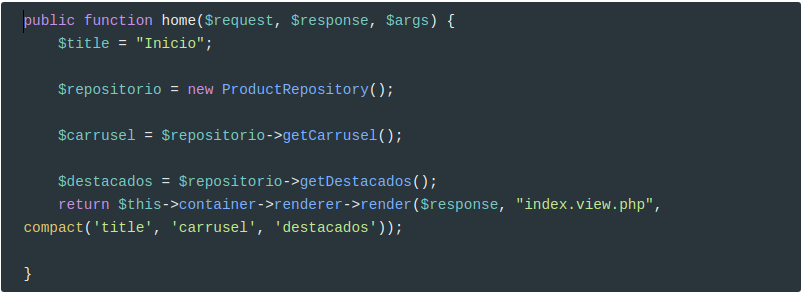 public function home($request, $response, $args) {
    $title = "Inicio";
    $repositorio = new ProductRepository();
    $carrusel = $repositorio->getCarrusel();
    $destacados = $repositorio->getDestacados();
    return $this->container->renderer->render($response, "index.view.php",
compact('title', 'carrusel', 'destacados'));
}